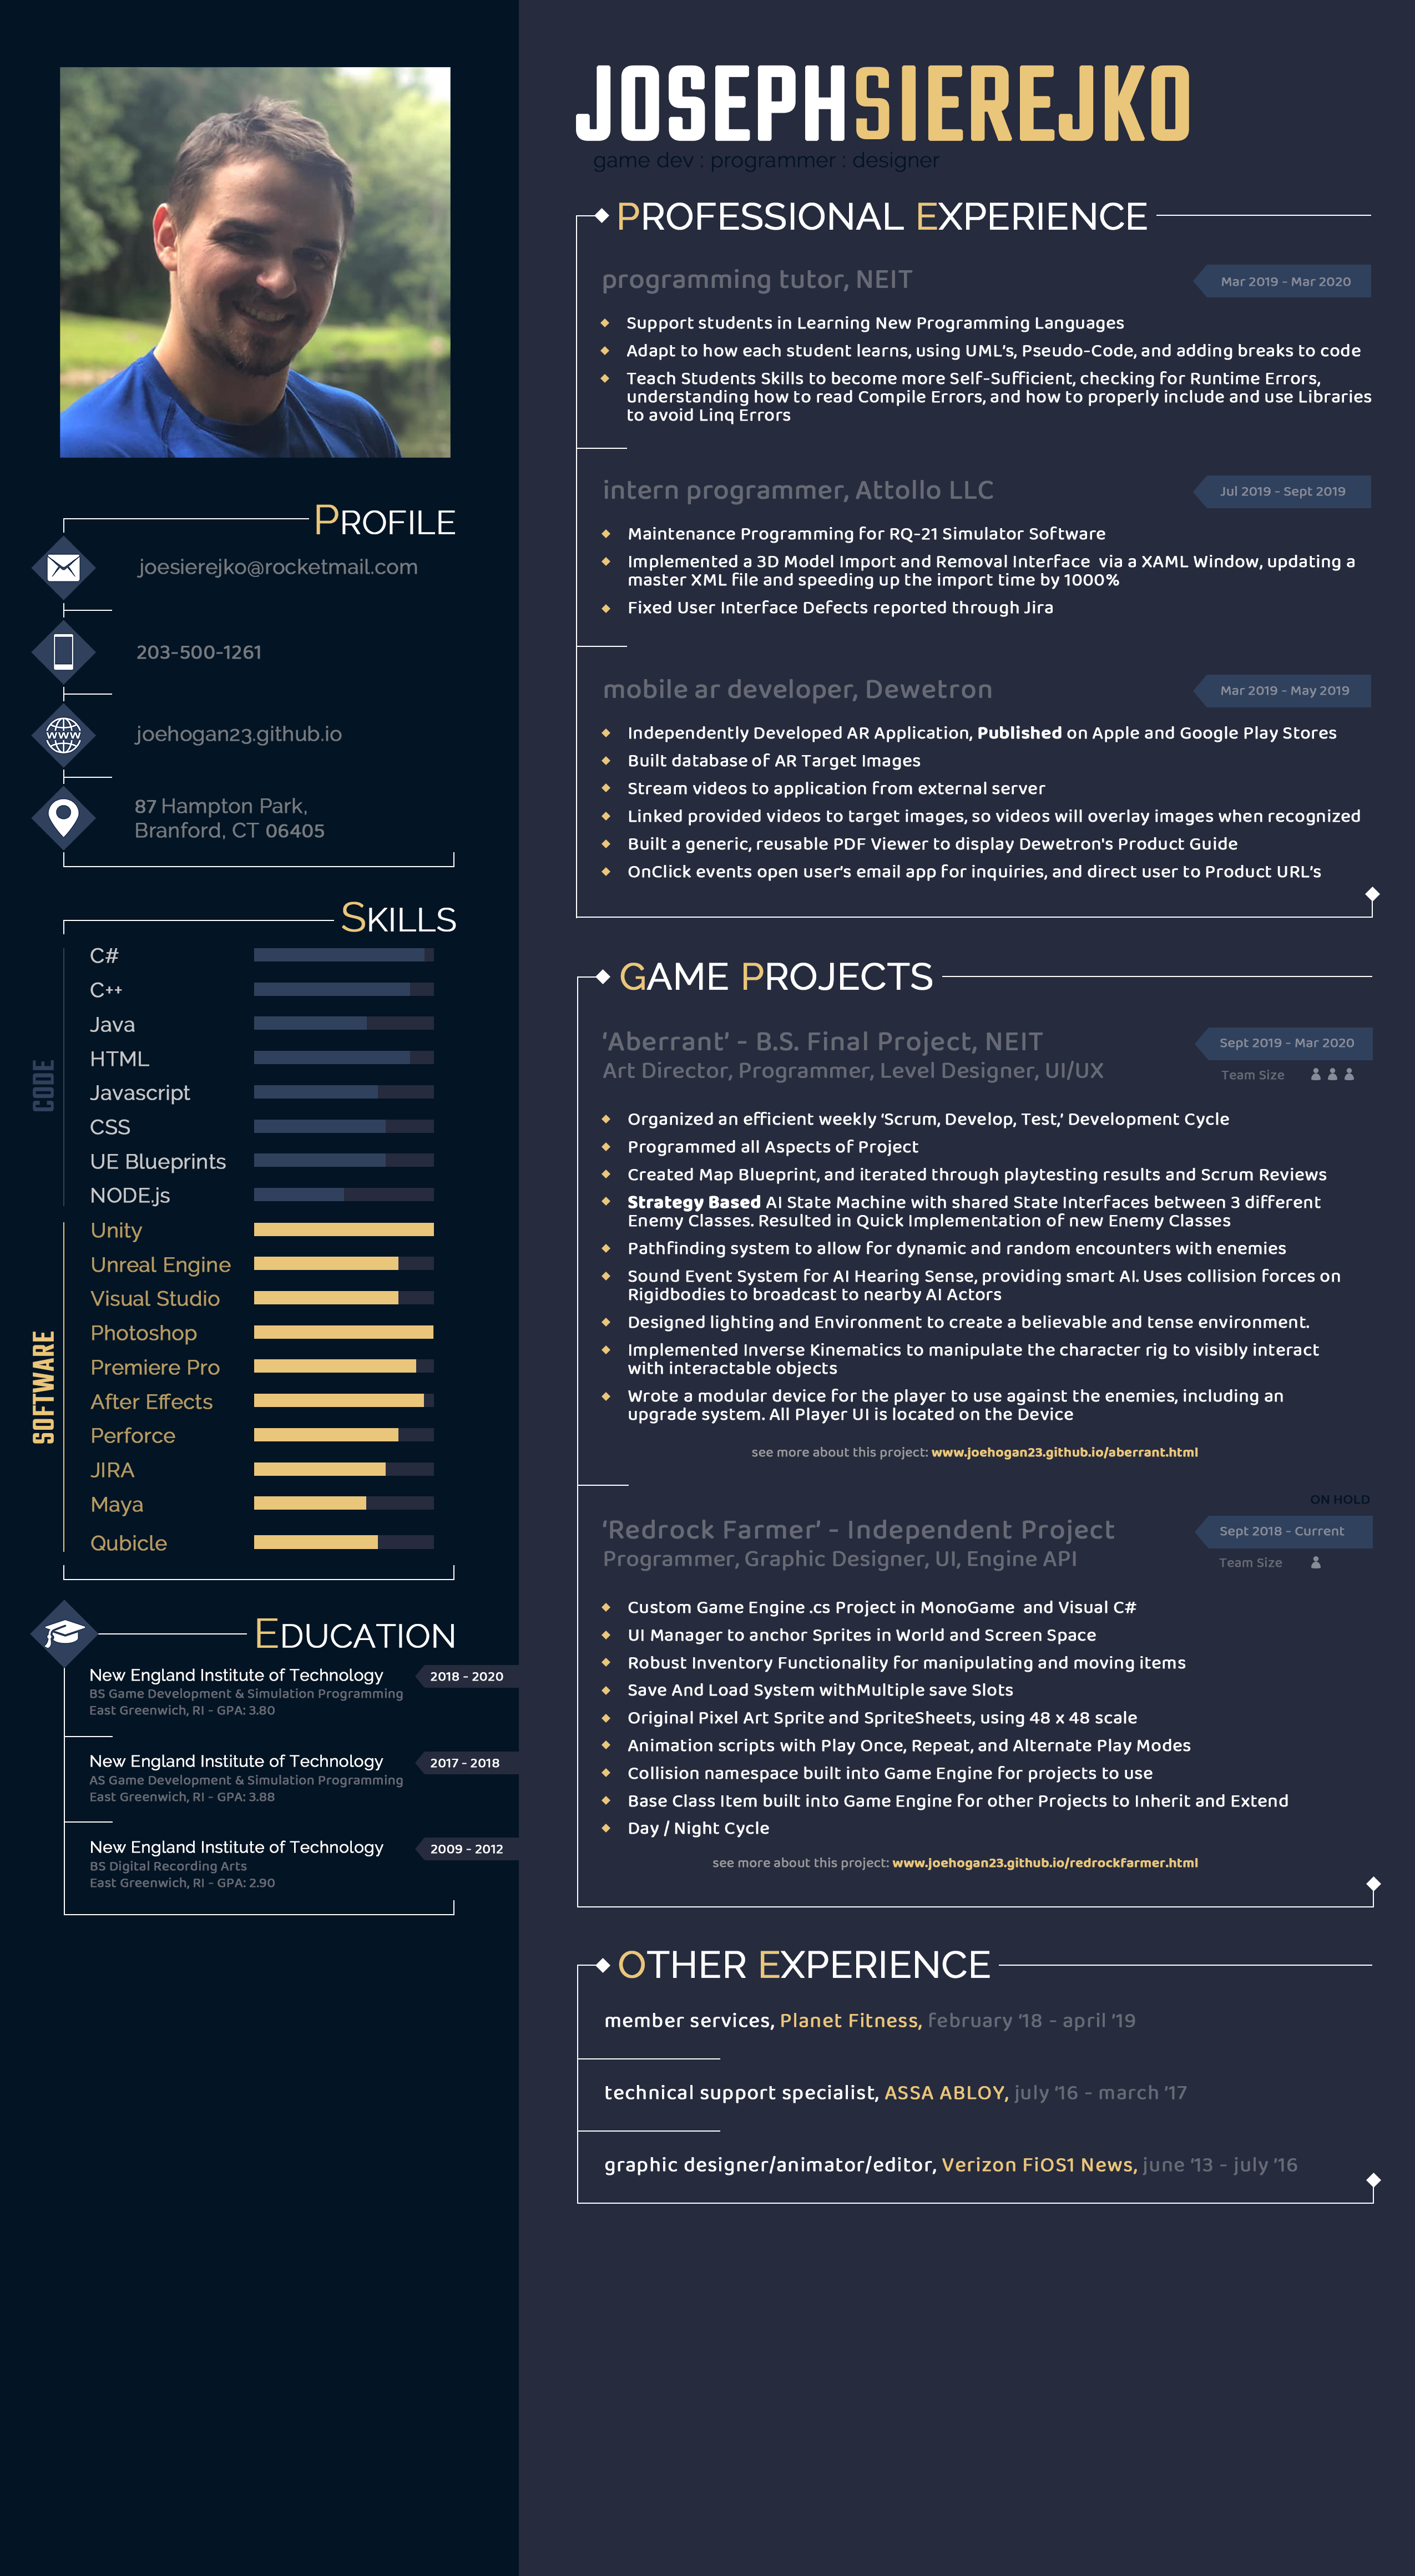 JOSEPHSIEREJKO
game dev : programmer : designer
PROFILE
joesierejko@rocketmail.com
203-500-1261
www
joehogan23.github.io
87 Hampton Park,
Branford, CT 06405
SKILLS
CODE
C#
C++
Java
HTML
Javascript
CSS
UE Blueprints
NODE.js
SOFTWARE
Unity
Unreal Engine
Visual Studio
Photoshop
Premiere Pro
After Effects
Perforce
JIRA
Maya
Qubicle
EDUCATION
New England Institute of Technology 2018 - 2020
BS Game Development & Simulation Programming
East Greenwich, RI - GPA: 3.80
New England Institute of Technology 2017 - 2018
AS Game Development & Simulation Programming
East Greenwich, RI - GPA: 3.88
New England Institute of Technology 2009 - 2012
BS Digital Recording Arts
East Greenwich, RI - GPA: 2.90
PROFESSIONAL EXPERIENCE
programming tutor, NEIT Mar 2019 - Mar 2020
Support students in Learning New Programming Languages
Adapt to how each student learns, using UML's, Pseudo-Code, and adding breaks to code
Teach Students Skills to become more Self-Sufficient, checking for Runtime Errors,
understanding how to read Compile Errors, and how to properly include and use Libraries
to avoid Linq Errors
intern programmer, Attollo LLC Jul 2019 - Sept 2019
Maintenance Programming for RQ-21 Simulator Software
Implemented a 3D Model Import and Removal Interface via a XAML Window, updating a
master XML file and speeding up the import time by 1000%
Fixed User Interface Defects reported through Jira
mobile ar developer, Dewetron Mar 2019 - May 2019
Independently Developed AR Application, Published on Apple and Google Play Stores
Built database of AR Target Images
Stream videos to application from external server
Linked provided videos to target images, so videos will overlay images when recognized
Built a generic, reusable PDF Viewer to display Dewetron's Product Guide
OnClick events open user's email app for inquiries, and direct user to Product URL's
GAME PROJECTS
'Aberrant' - B.S. Final Project, NEIT Sept 2019 - Mar 2020
Art Director, Programmer, Level Designer, UI/UX Team Size
Organized an efficient weekly 'Scrum, Develop, Test,' Development Cycle
Programmed all Aspects of Project
Created Map Blueprint, and iterated through playtesting results and Scrum Reviews
Strategy Based AI State Machine with shared State Interfaces between 3 different
Enemy Classes. Resulted in Quick Implementation of new Enemy Classes
Pathfinding system to allow for dynamic and random encounters with enemies
Sound Event System for AI Hearing Sense, providing smart AI. Uses collision forces on
Rigidbodies to broadcast to nearby AI Actors
Designed lighting and Environment to create a believable and tense environment.
Implemented Inverse Kinematics to manipulate the character rig to visibly interact
with interactable objects
Wrote a modular device for the player to use against the enemies, including an
upgrade system. All Player UI is located on the Device
see more about this project: www.joehogan23.github.io/aberrant.html
ON HOLD
'Redrock Farmer' - Independent Project Sept 2018 - Current
Programmer, Graphic Designer, UI, Engine API Team Size
Custom Game Engine .cs Project in MonoGame and Visual C#
UI Manager to anchor Sprites in World and Screen Space
Robust Inventory Functionality for manipulating and moving items
Save And Load System withMultiple save Slots
Original Pixel Art Sprite and SpriteSheets, using 48 x 48 scale
Animation scripts with Play Once, Repeat, and Alternate Play Modes
Collision namespace built into Game Engine for projects to use
Base Class Item built into Game Engine for other Projects to Inherit and Extend
Day / Night Cycle
see more about this project: www.joehogan23.github.io/redrockfarmer.html
OTHER EXPERIENCE
member services, Planet Fitness, february '18 - april '19
technical support specialist, ASSA ABLOY, july '16 - march '17
graphic designer/animator/editor, Verizon FiOS1 News, june '13 - july '16